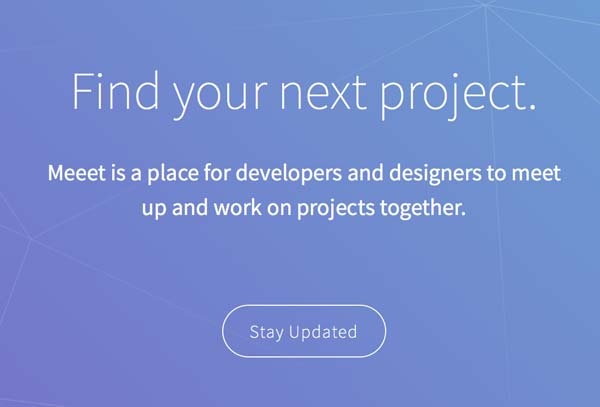 Find your next project.
Meeet is a place for developers and designers to meet
up and work on projects together.
Stay Updated